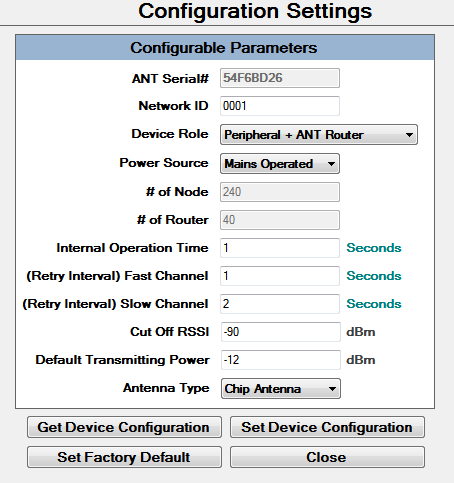 Configuration Settings
Configurable Parameters
ANT Serial# 54F6BD26
Network ID 0001
Device Role Peripheral + ANT Router
Power Source Mains Operated
# of Node 240
# of Router 40
Internal Operation Time 1 Seconds
(Retry Interval) Fast Channel 1 Seconds
(Retry Interval) Slow Channel 2 Seconds
Cut Off RSSI -90 dBm
Default Transmitting Power -12 dBm
Antenna Type Chip Antenna
Get Device Configuration Set Device Configuration
Set Factory Default Close